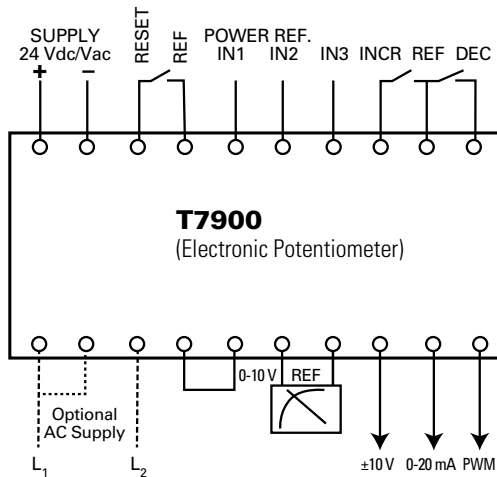 SUPPLY
24 Vdc/Vac
+ −
RESET
REF
POWER REF.
IN1 IN2 IN3 INCR REF DEC
T7900
(Electronic Potentiometer)
0-10 V REF
Optional
AC Supply
L1 L2 ±10 V 0-20 mA PWM